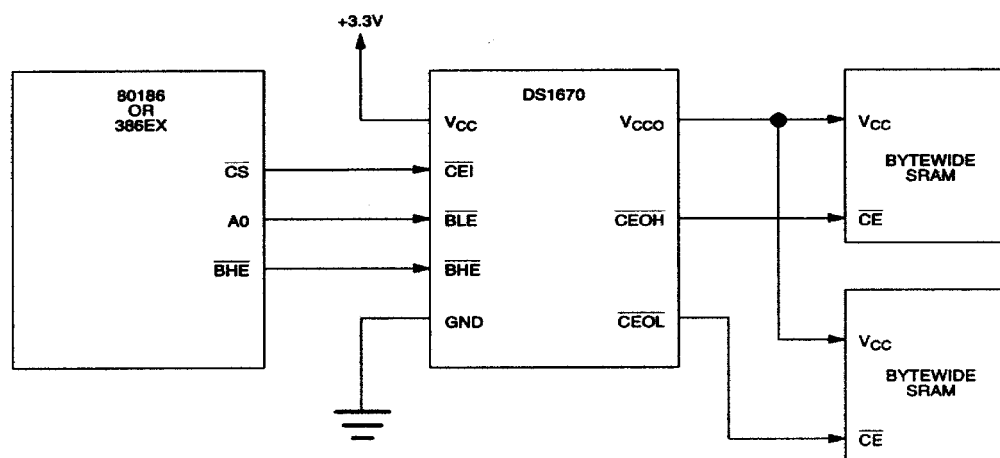 +3.3V
80186
OR
386EX
CS
A0
BHE
DS1670
VCC
CEI
BLE
BHE
GND
VCCO
CEOH
CEOL
VCC
BYTEWIDE
SRAM
CE
VCC
BYTEWIDE
SRAM
CE